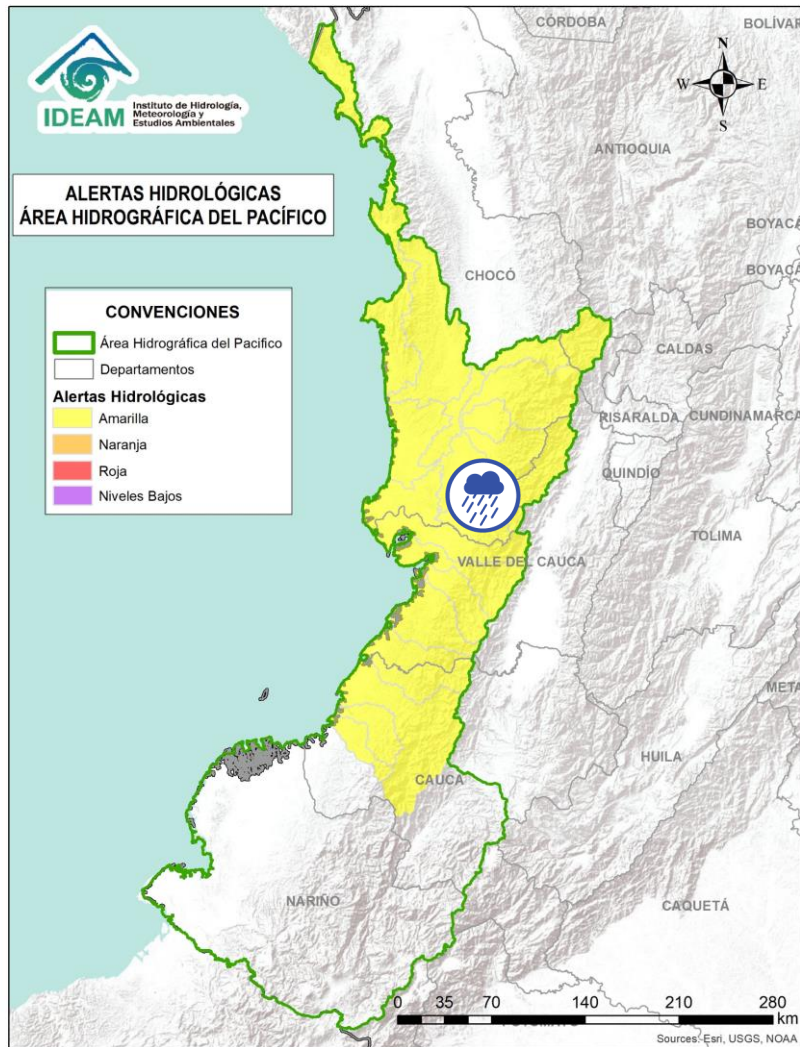 IDEAM
Instituto de Hidrología,
Meteorología y
Estudios Ambientales
ALERTAS HIDROLÓGICAS
ÁREA HIDROGRÁFICA DEL PACÍFICO
CONVENCIONES
Área Hidrográfica del Pacifico
Departamentos
Alertas Hidrológicas
Amarilla
Naranja
Roja
Niveles Bajos
CÓRDOBA
BOLÍVAR
N
W E
S
ANTIOQUIA
BOYACÁ
CHOCÓ
BOYACÁ
CALDAS
RISARALDA
CUNDINAMARCA
QUINDÍO
TOLIMA
VALLE DEL CAUCA
META
HUILA
CAUCA
NARIÑO
CAQUETÁ
0 35 70 140 210 280
km
Sources: Esri, USGS, NOAA